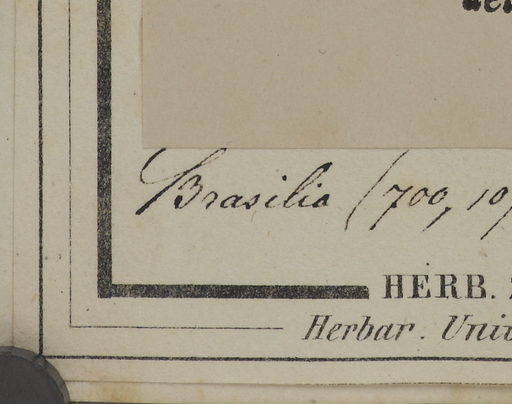 Brasilia (700, 10
HERB.
Herbar. Univ